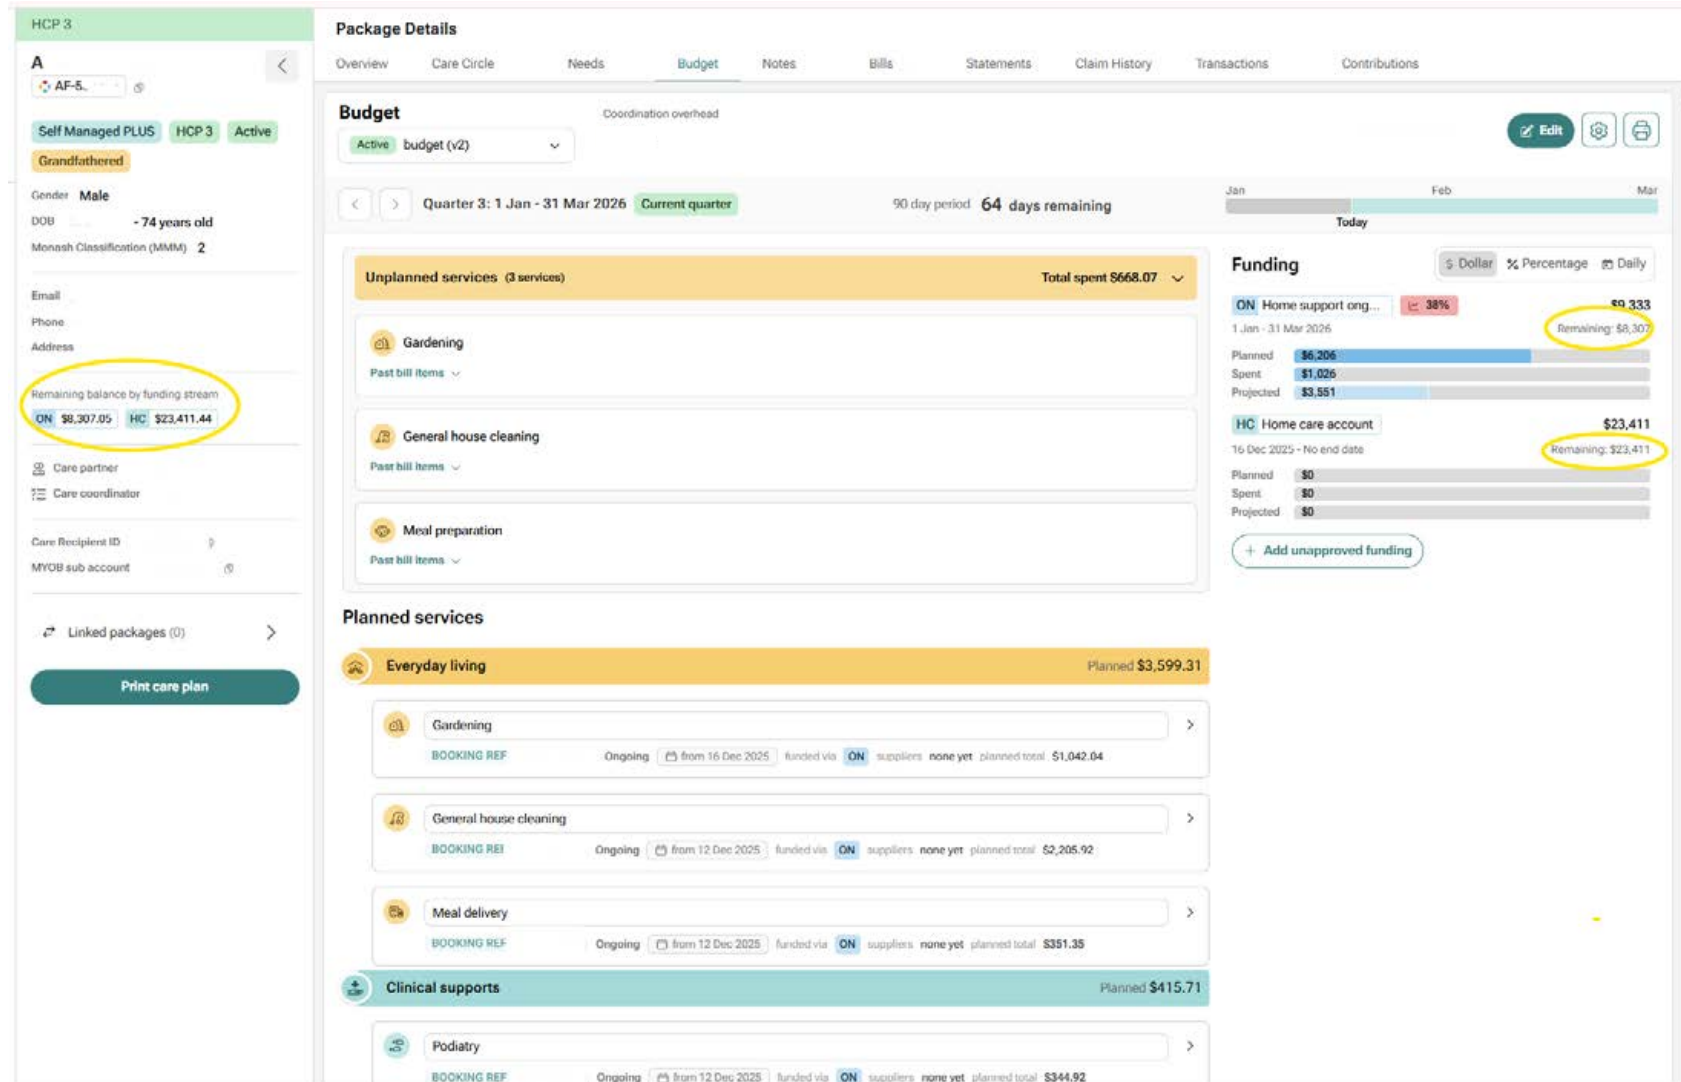 HCP 3
A
AF-5..
Self Managed PLUS HCP 3 Active
Grandfathered
Gender Male
DOB - 74 years old
Monash Classification (MMM) 2
Email
Phone
Address
Remaining balance by funding stream
ON $8,307.05 HC $23,411.44
Care partner
Care coordinator
Care Recipient ID
MYOB sub account
Linked packages (0)
Print care plan
Package Details
Overview Care Circle Needs Budget Notes Bills Statements Claim History Transactions Contributions
Budget
Coordination overhead
Active budget (v2)
Edit
Quarter 3: 1 Jan - 31 Mar 2026 Current quarter
90 day period 64 days remaining
Jan Feb Mar
Today
Unplanned services (3 services) Total spent $668.07
Gardening
Past bill items
General house cleaning
Past bill items
Meal preparation
Past bill items
Funding
$ Dollar % Percentage Daily
ON Home support ong... 38% $9,333
1 Jan - 31 Mar 2026 Remaining: $8,307
Planned $6,206
Spent $1,026
Projected $3,551
HC Home care account $23,411
16 Dec 2025 - No end date Remaining: $23,411
Planned $0
Spent $0
Projected $0
+ Add unapproved funding
Planned services
Everyday living Planned $3,599.31
Gardening
BOOKING REF Ongoing from 16 Dec 2025 funded via ON suppliers none yet planned total $1,042.04
General house cleaning
BOOKING REI Ongoing from 12 Dec 2025 funded via ON suppliers none yet planned total $2,205.92
Meal delivery
BOOKING REF Ongoing from 12 Dec 2025 funded via ON suppliers none yet planned total $351.35
Clinical supports Planned $415.71
Podiatry
BOOKING REF Ongoing from 12 Dec 2025 funded via ON suppliers none yet planned total $344.92